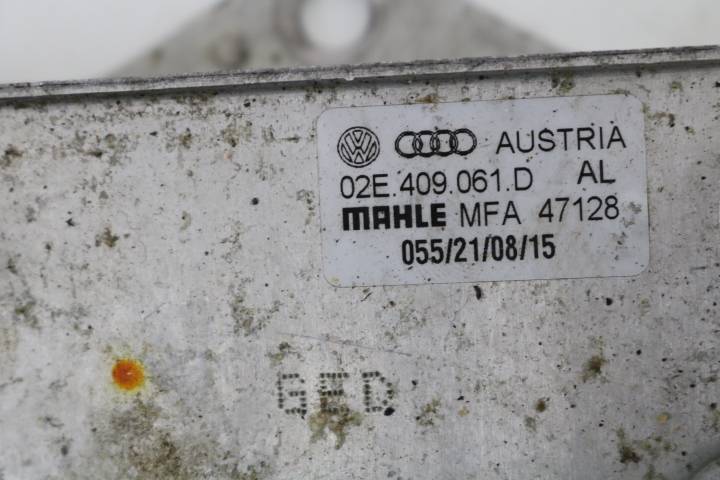 AUSTRIA
02E.409.061.D AL
MAHLE MFA 47128
055/21/08/15
GED